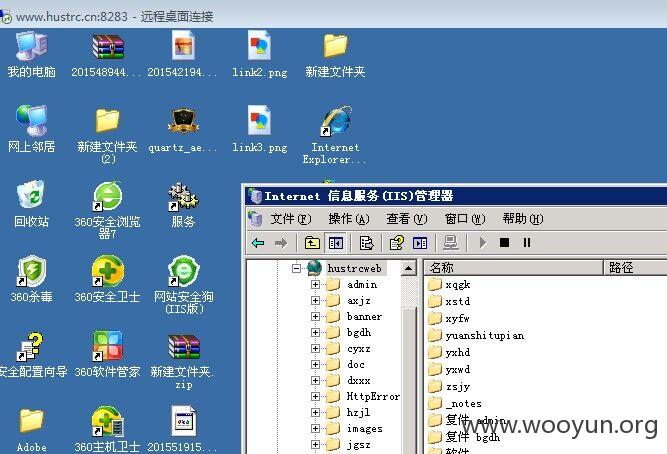 www.hustrc.cn:8283 - 远程桌面连接
我的电脑
201548944...
201542194...
link2.png
新建文件夹
网上邻居
新建文件夹
(2)
quartz_ae...
link3.png
Internet
Explorer...
回收站
360安全浏览
器7
服务
360杀毒
360安全卫士
网站安全狗
(IIS版)
安全配置向导
360软件管家
新建文件夹.
zip
Adobe
360主机卫士
201551915...
Internet 信息服务(IIS)管理器
文件(F) 操作(A) 查看(V) 窗口(W) 帮助(H)
hustrcweb
admin
axjz
banner
bgdh
cyxz
doc
dxxx
HttpError
hzjl
images
jgsz
名称 路径
xqgk
xstd
xyfw
yuanshitupian
yxhd
yxwd
zsjy
_notes
复件 admin
复件 bgdh
软件
www.wooyun.org